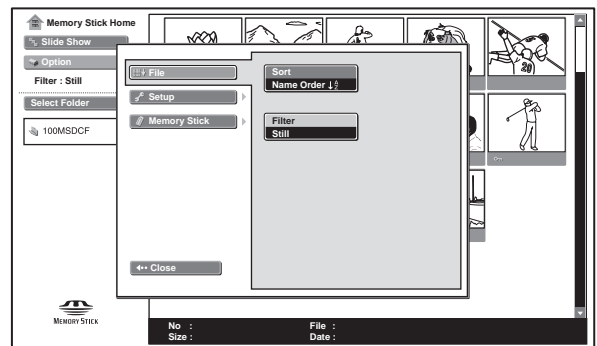 Memory Stick Home
Slide Show
Option
Filter : Still
Select Folder
100MSDCF
File
Setup
Memory Stick
Close
Sort
Name Order
Filter
Still
20
MEMORY STICK
No :
File :
Size :
Date :